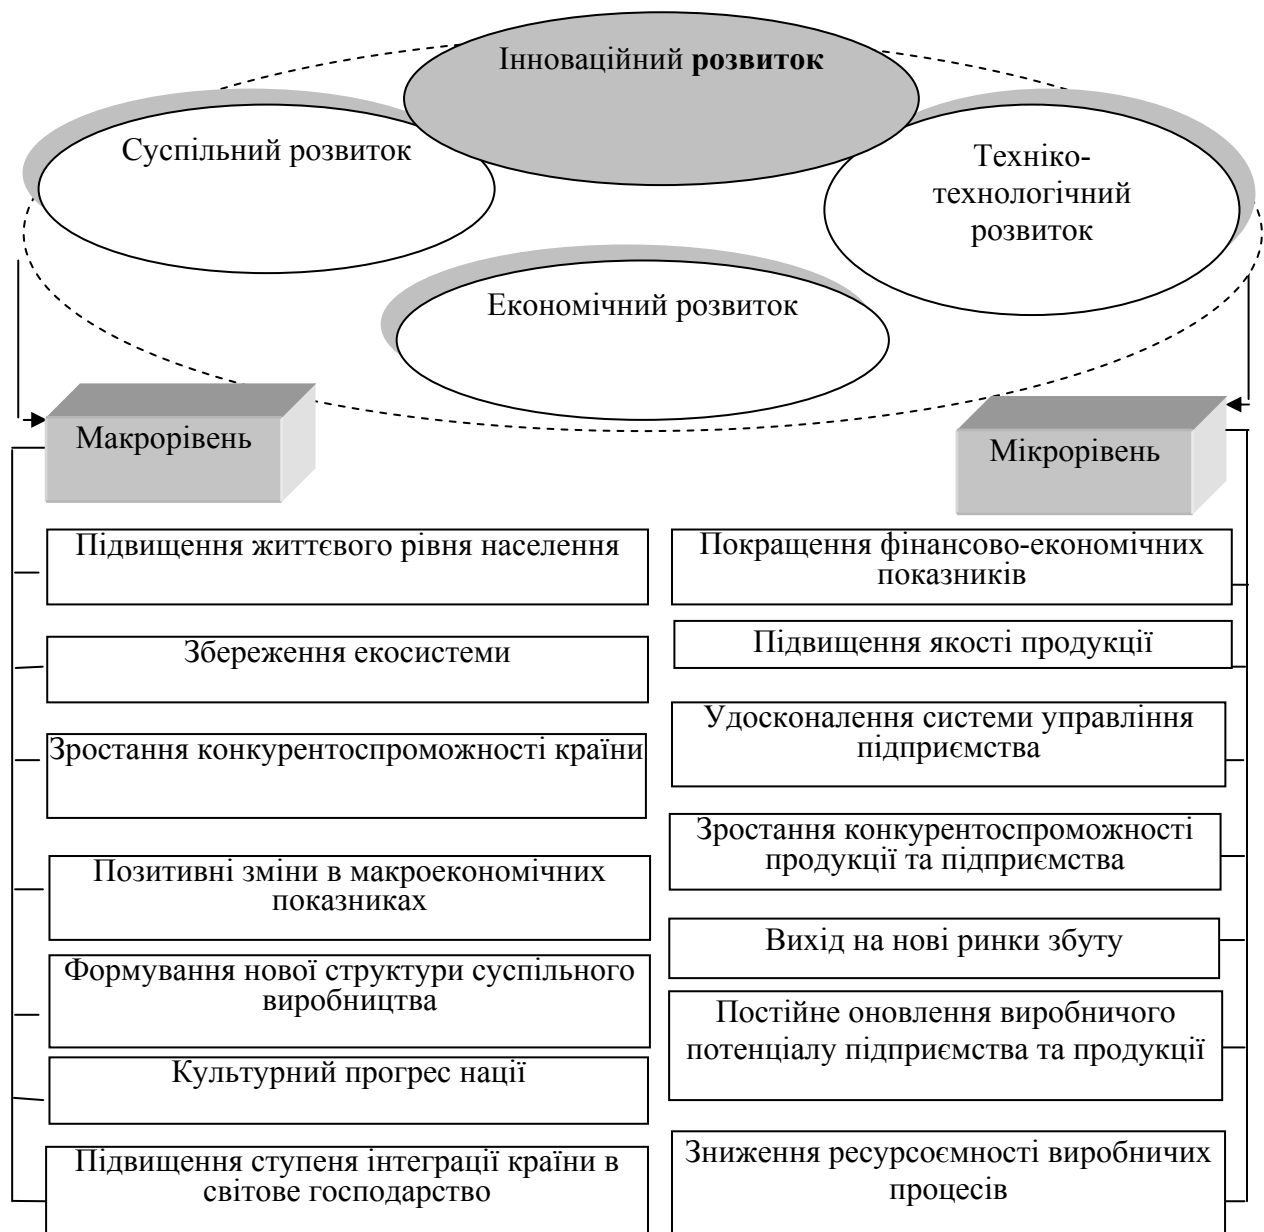 Інноваційний розвиток
Суспільний розвиток
Техніко-
технологічний
розвиток
Економічний розвиток
Макрорівень
Мікрорівень
Підвищення життєвого рівня населення
Збереження екосистеми
Зростання конкурентоспроможності країни
Позитивні зміни в макроекономічних
показниках
Формування нової структури суспільного
виробництва
Культурний прогрес нації
Підвищення ступеня інтеграції країни в
світове господарство
Покращення фінансово-економічних
показників
Підвищення якості продукції
Удосконалення системи управління
підприємства
Зростання конкурентоспроможності
продукції та підприємства
Вихід на нові ринки збуту
Постійне оновлення виробничого
потенціалу підприємства та продукції
Зниження ресурсоємності виробничих
процесів